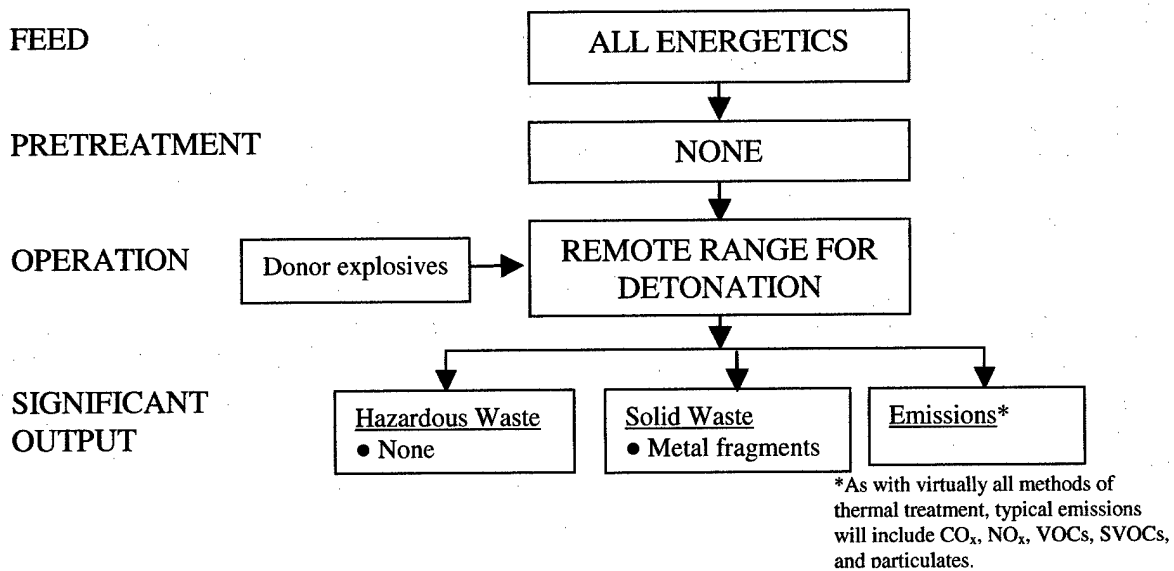 FEED
ALL ENERGETICS
PRETREATMENT
NONE
OPERATION
Donor explosives
REMOTE RANGE FOR
DETONATION
SIGNIFICANT
OUTPUT
Hazardous Waste
● None
Solid Waste
● Metal fragments
Emissions*
*As with virtually all methods of
thermal treatment, typical emissions
will include COₓ, NOₓ, VOCs, SVOCs,
and particulates.